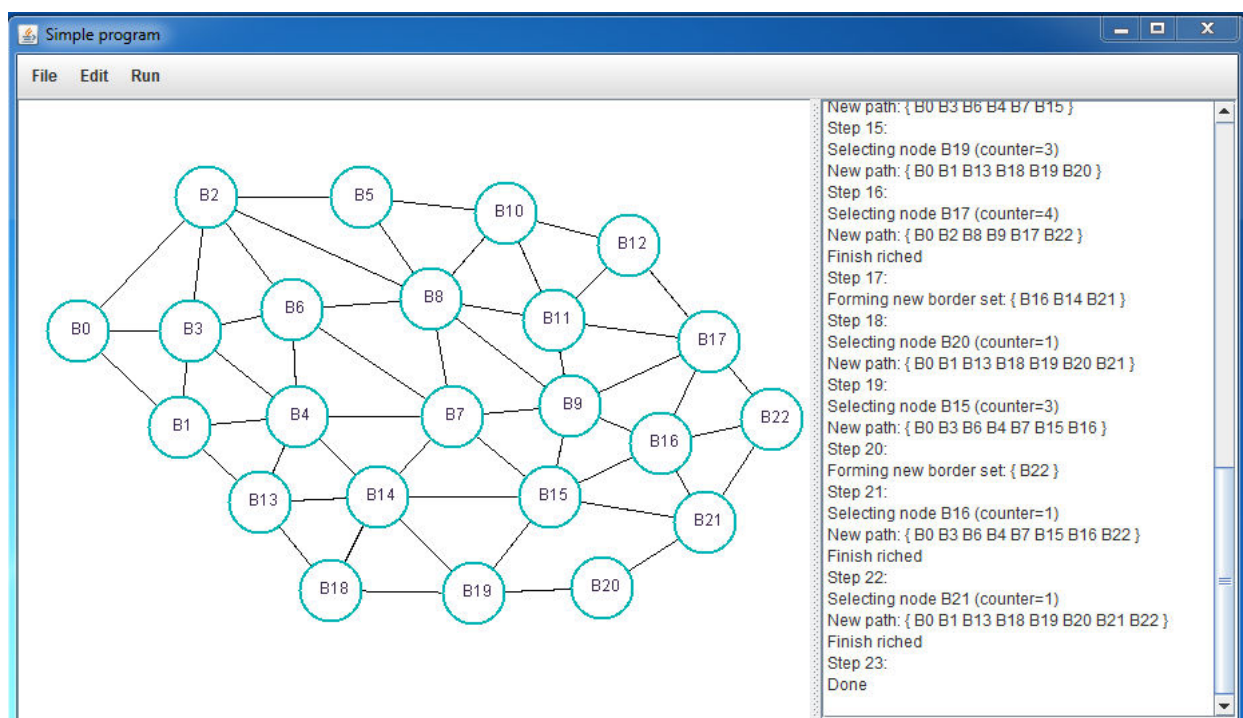 Simple program
File Edit Run
New path: { B0 B3 B6 B4 B7 B15 }
Step 15:
Selecting node B19 (counter=3)
New path: { B0 B1 B13 B18 B19 B20 }
Step 16:
Selecting node B17 (counter=4)
New path: { B0 B2 B8 B9 B17 B22 }
Finish riched
Step 17:
Forming new border set: { B16 B14 B21 }
Step 18:
Selecting node B20 (counter=1)
New path: { B0 B1 B13 B18 B19 B20 B21 }
Step 19:
Selecting node B15 (counter=3)
New path: { B0 B3 B6 B4 B7 B15 B16 }
Step 20:
Forming new border set: { B22 }
Step 21:
Selecting node B16 (counter=1)
New path: { B0 B3 B6 B4 B7 B15 B16 B22 }
Finish riched
Step 22:
Selecting node B21 (counter=1)
New path: { B0 B1 B13 B18 B19 B20 B21 B22 }
Finish riched
Step 23:
Done
B2
B5
B10
B12
B8
B6
B11
B0
B3
B17
B9
B4
B7
B22
B1
B16
B14
B15
B13
B21
B20
B18
B19